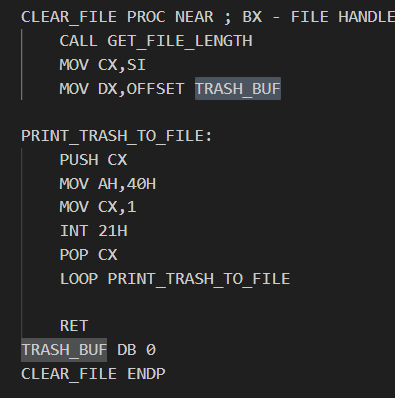 CLEAR_FILE PROC NEAR ; BX - FILE HANDLE
CALL GET_FILE_LENGTH
MOV CX,SI
MOV DX,OFFSET TRASH_BUF
PRINT_TRASH_TO_FILE:
PUSH CX
MOV AH,40H
MOV CX,1
INT 21H
POP CX
LOOP PRINT_TRASH_TO_FILE
RET
TRASH_BUF DB 0
CLEAR_FILE ENDP